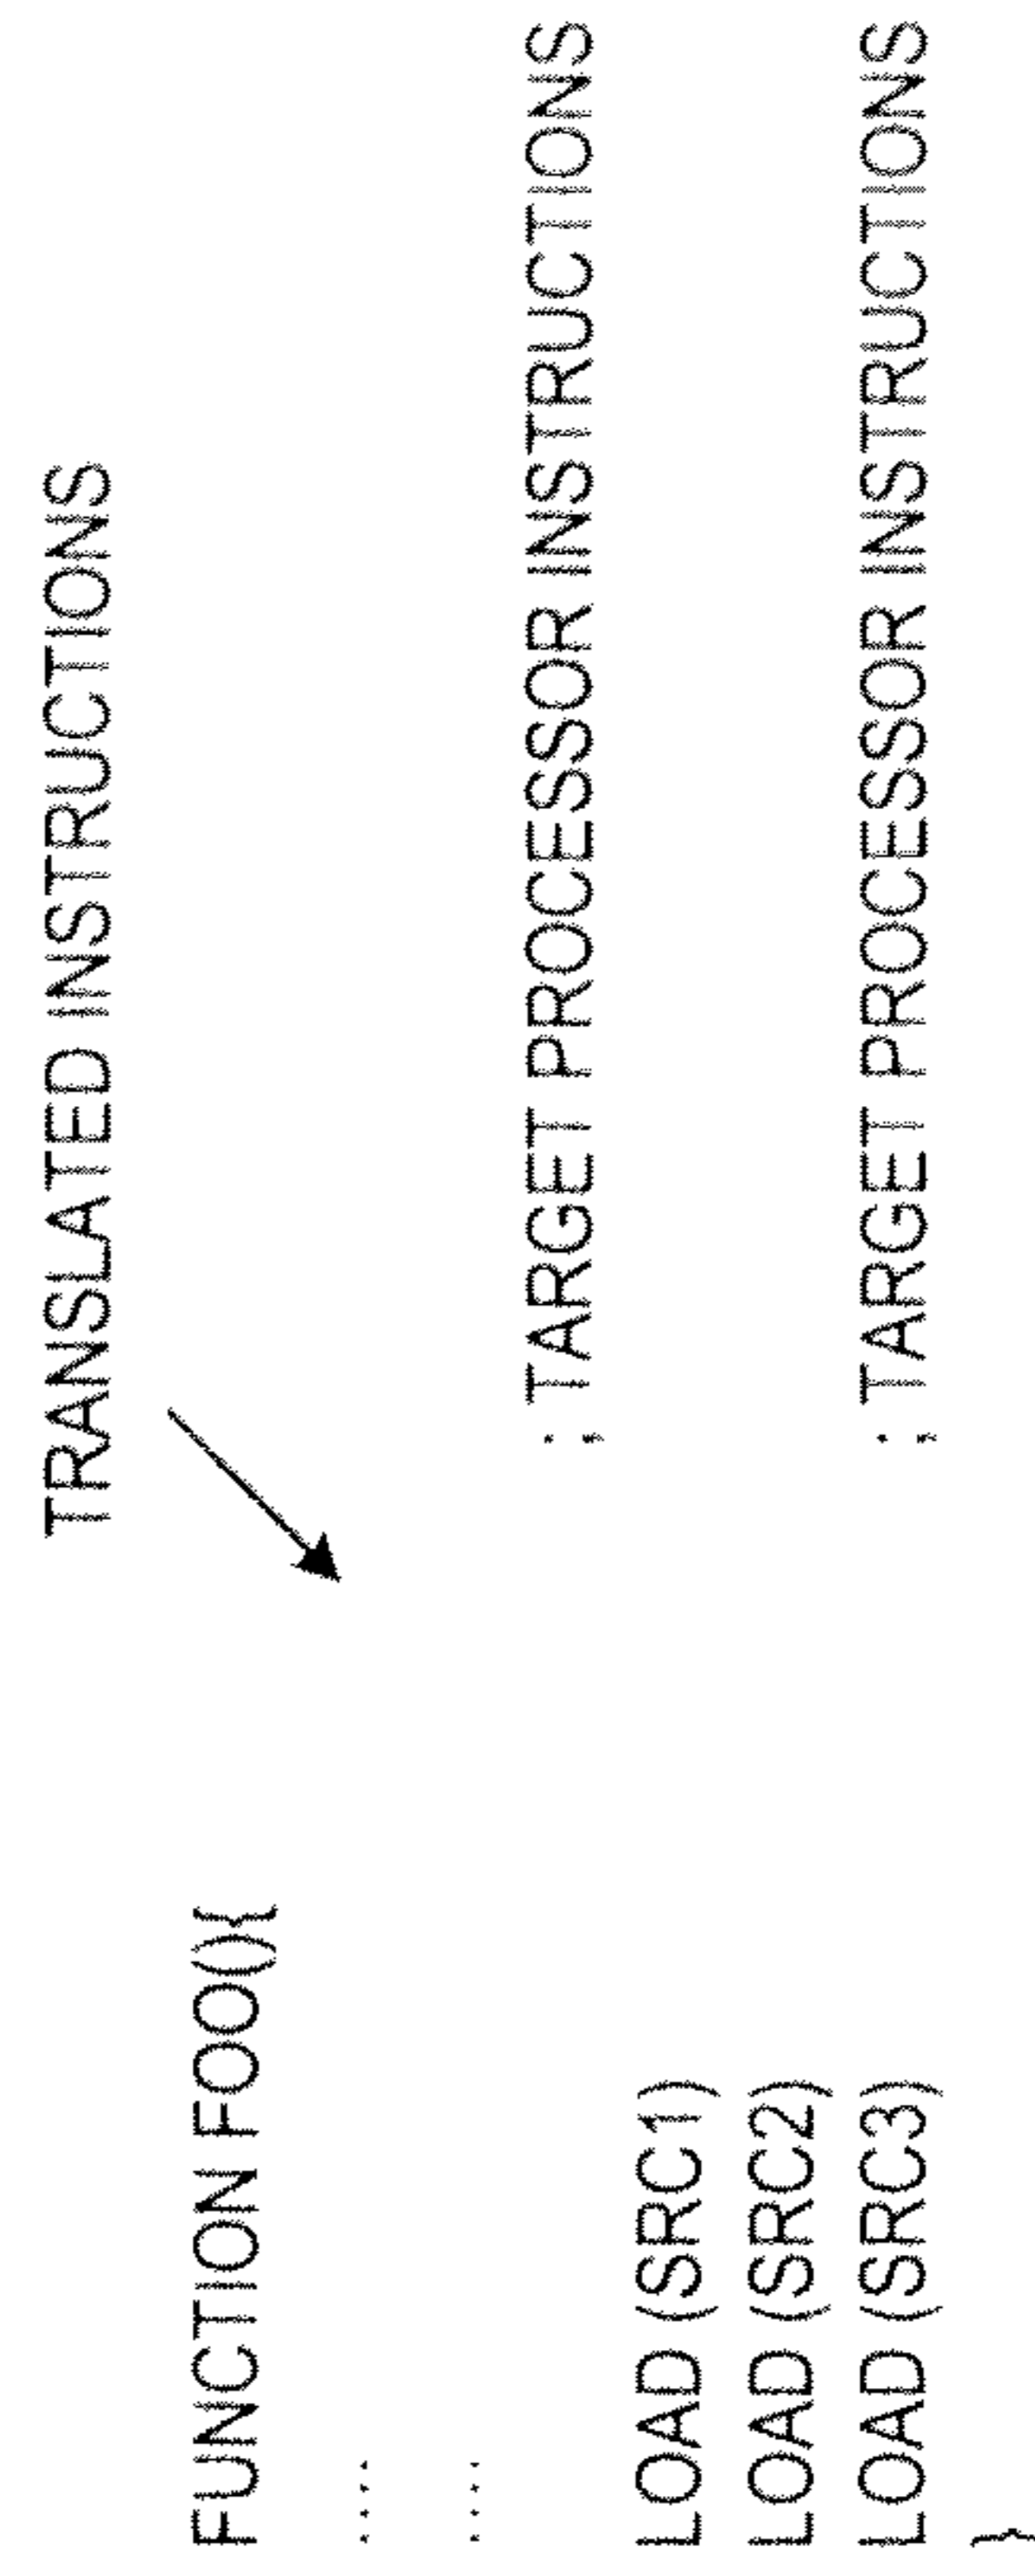 TRANSLATED INSTRUCTIONS
FUNCTION FOO(){
....
....
; TARGET PROCESSOR INSTRUCTIONS
LOAD (SRC1)
LOAD (SRC2)
LOAD (SRC3) ; TARGET PROCESSOR INSTRUCTIONS
}